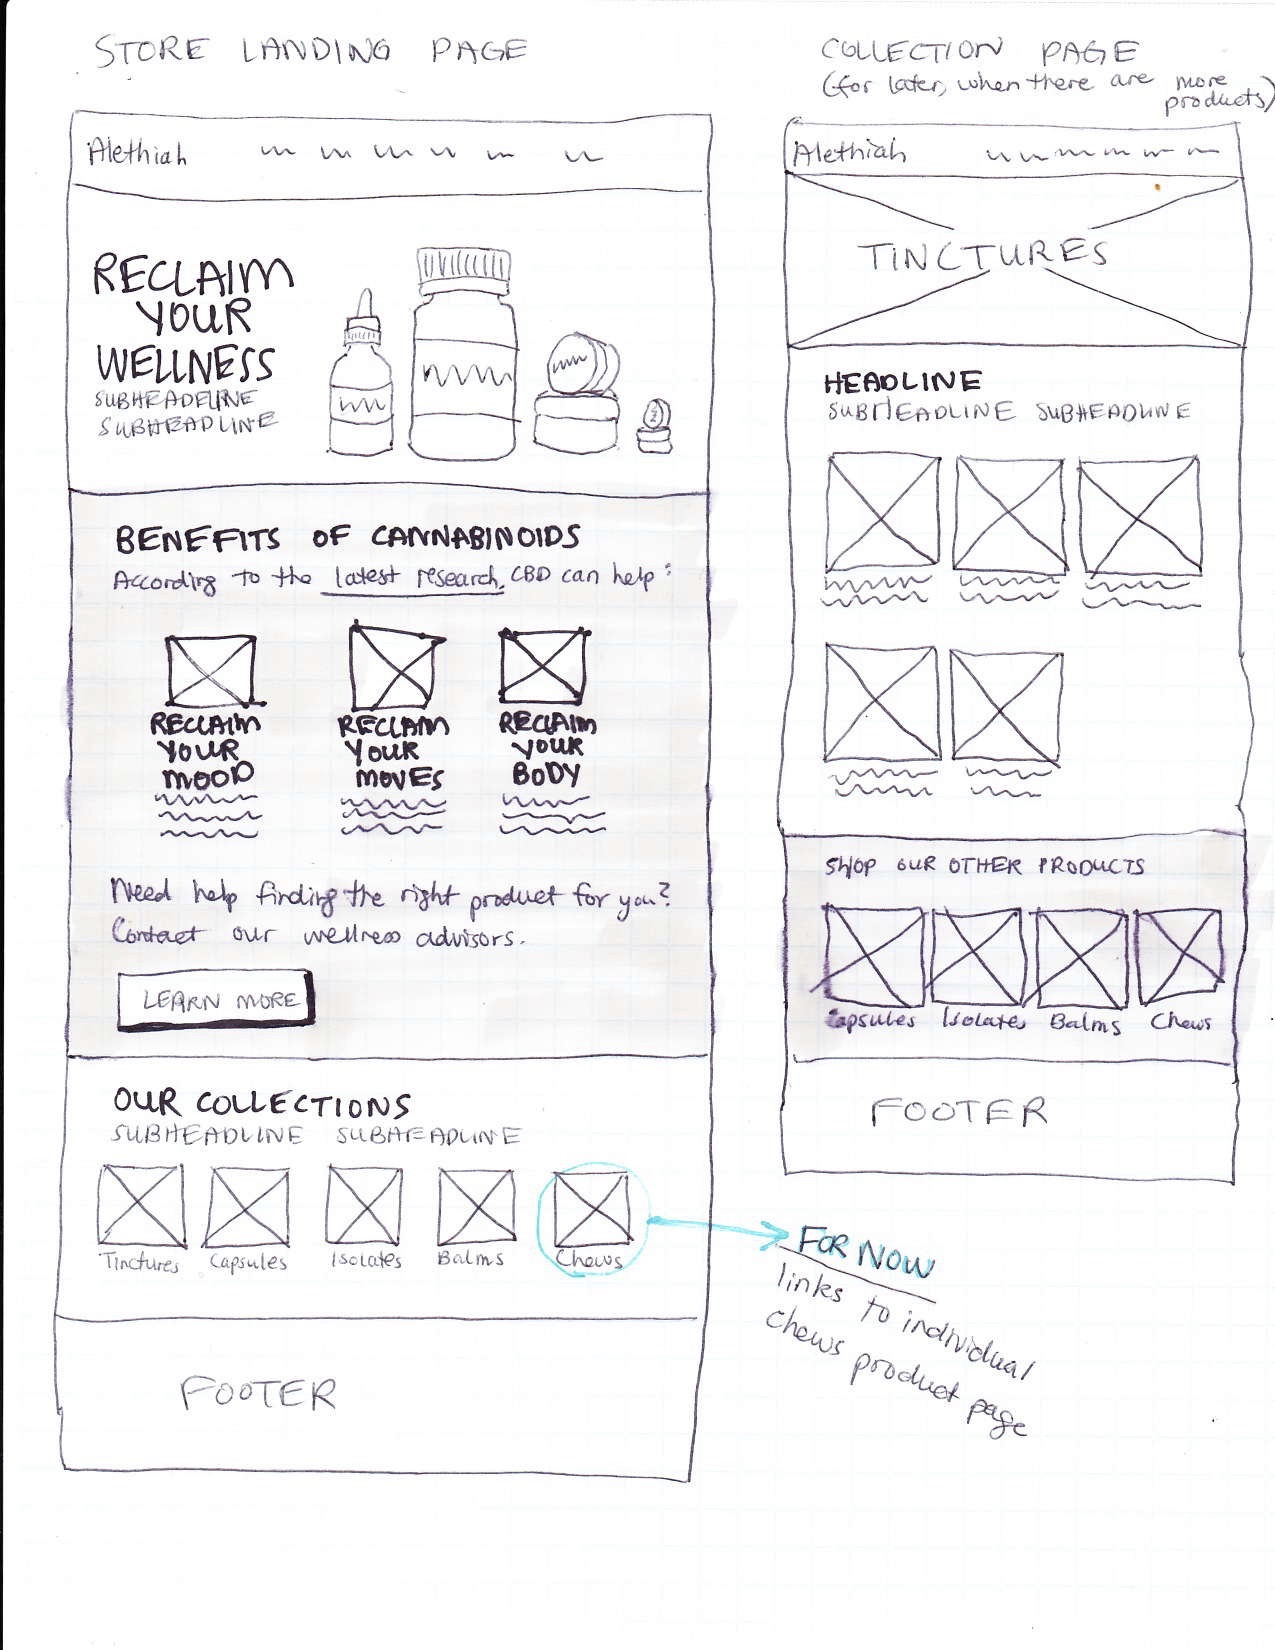 STORE LANDING PAGE
Alethiah
RECLAIM
YOUR
WELLNESS
SUBHEADLINE
SUBHEADLINE
BENEFITS OF CANNABINOIDS
According to the latest research, CBD can help:
RECLAIM
YOUR
MOOD
RECLAIM
YOUR
MOVES
RECLAIM
YOUR
BODY
Need help finding the right product for you?
Contact our wellness advisors.
LEARN MORE
OUR COLLECTIONS
SUBHEADLINE SUBHEADLINE
Tinctures Capsules Isolates Balms Chews
FOOTER
COLLECTION PAGE
(for later, when there are more
products)
Alethiah
TINCTURES
HEADLINE
SUBHEADLINE SUBHEADLINE
SHOP OUR OTHER PRODUCTS
Capsules Isolates Balms Chews
FOOTER
FOR NOW
links to individual
chews product page